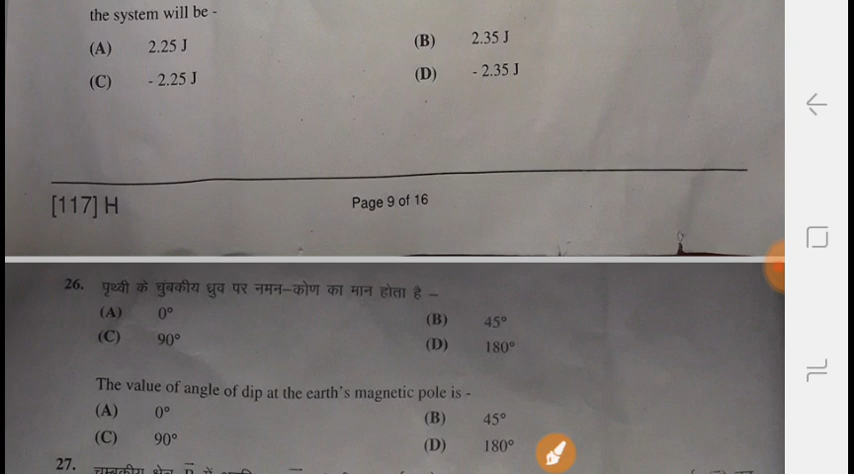 the system will be -
(A) 2.25 J (B) 2.35 J
(C) - 2.25 J (D) - 2.35 J
[117] H Page 9 of 16
26. पृथ्वी के चुंबकीय ध्रुव पर नमन–कोण का मान होता है –
(A) 0° (B) 45°
(C) 90° (D) 180°
The value of angle of dip at the earth's magnetic pole is -
(A) 0° (B) 45°
(C) 90° (D) 180°
27.